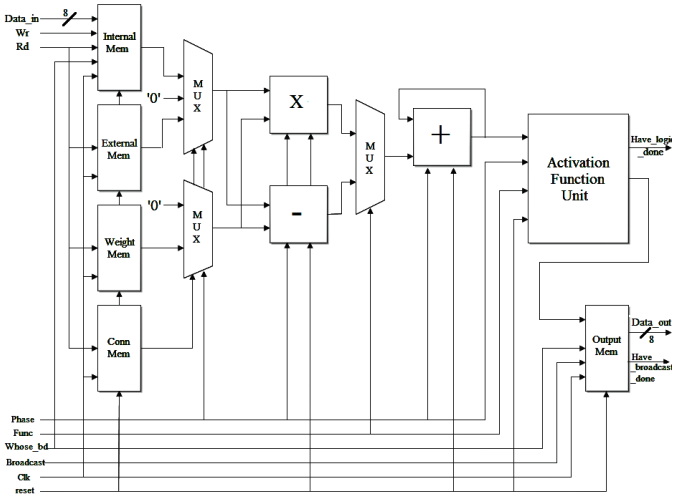 Data_in
8
Wr
Rd
Internal
Mem
External
Mem
Weight
Mem
Conn
Mem
'0'
M
U
X
'0'
M
U
X
X
-
M
U
X
+
Activation
Function
Unit
Have_logic
_done
Output
Mem
Data_out
8
Have
_broadcast
_done
Phase
Func
Whose_bd
Broadcast
Clk
reset